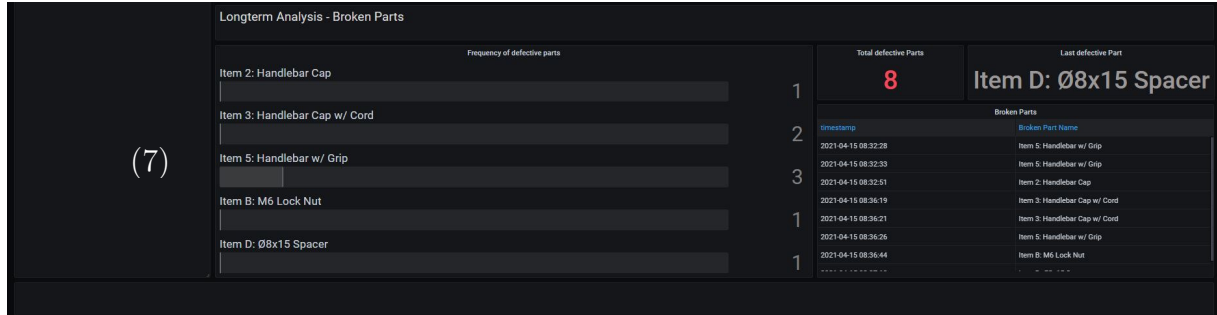 Longterm Analysis - Broken Parts
(7)
Frequency of defective parts
Item 2: Handlebar Cap
1
Item 3: Handlebar Cap w/ Cord
2
Item 5: Handlebar w/ Grip
3
Item B: M6 Lock Nut
1
Item D: Ø8x15 Spacer
1
Total defective Parts
8
Last defective Part
Item D: Ø8x15 Spacer
Broken Parts
timestamp Broken Part Name
2021-04-15 08:32:28 Item 5: Handlebar w/ Grip
2021-04-15 08:32:33 Item 5: Handlebar w/ Grip
2021-04-15 08:32:51 Item 2: Handlebar Cap
2021-04-15 08:36:19 Item 3: Handlebar Cap w/ Cord
2021-04-15 08:36:21 Item 3: Handlebar Cap w/ Cord
2021-04-15 08:36:26 Item 5: Handlebar w/ Grip
2021-04-15 08:36:44 Item B: M6 Lock Nut